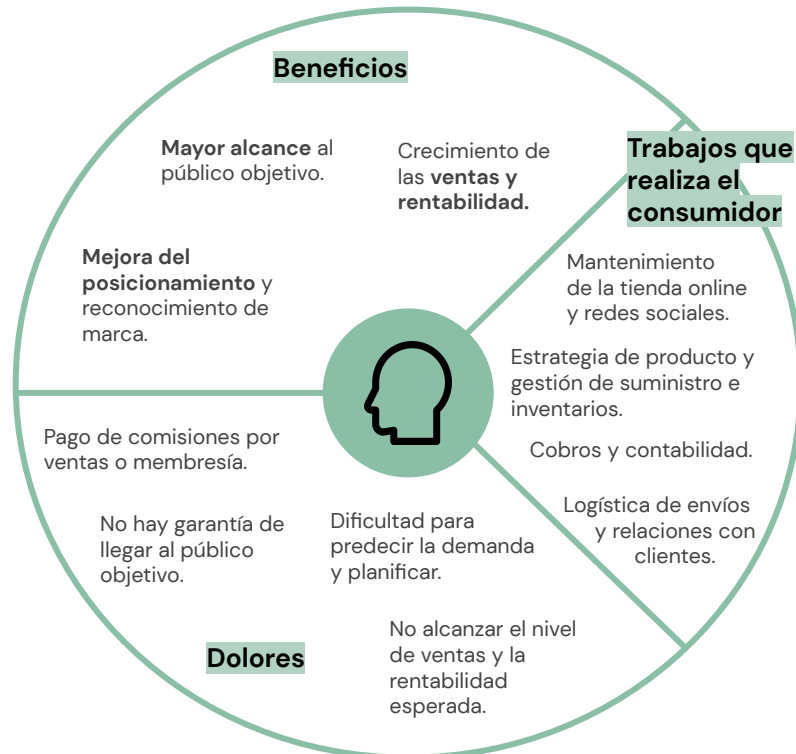 Beneficios
Mayor alcance al
público objetivo.
Crecimiento de
las ventas y
rentabilidad.
Mejora del
posicionamiento y
reconocimiento de
marca.
Trabajos que
realiza el
consumidor
Mantenimiento
de la tienda online
y redes sociales.
Estrategia de producto y
gestión de suministro e
inventarios.
Cobros y contabilidad.
Logística de envíos
y relaciones con
clientes.
Pago de comisiones por
ventas o membresía.
No hay garantía de
llegar al público
objetivo.
Dificultad para
predecir la demanda
y planificar.
No alcanzar el nivel
de ventas y la
rentabilidad
esperada.
Dolores